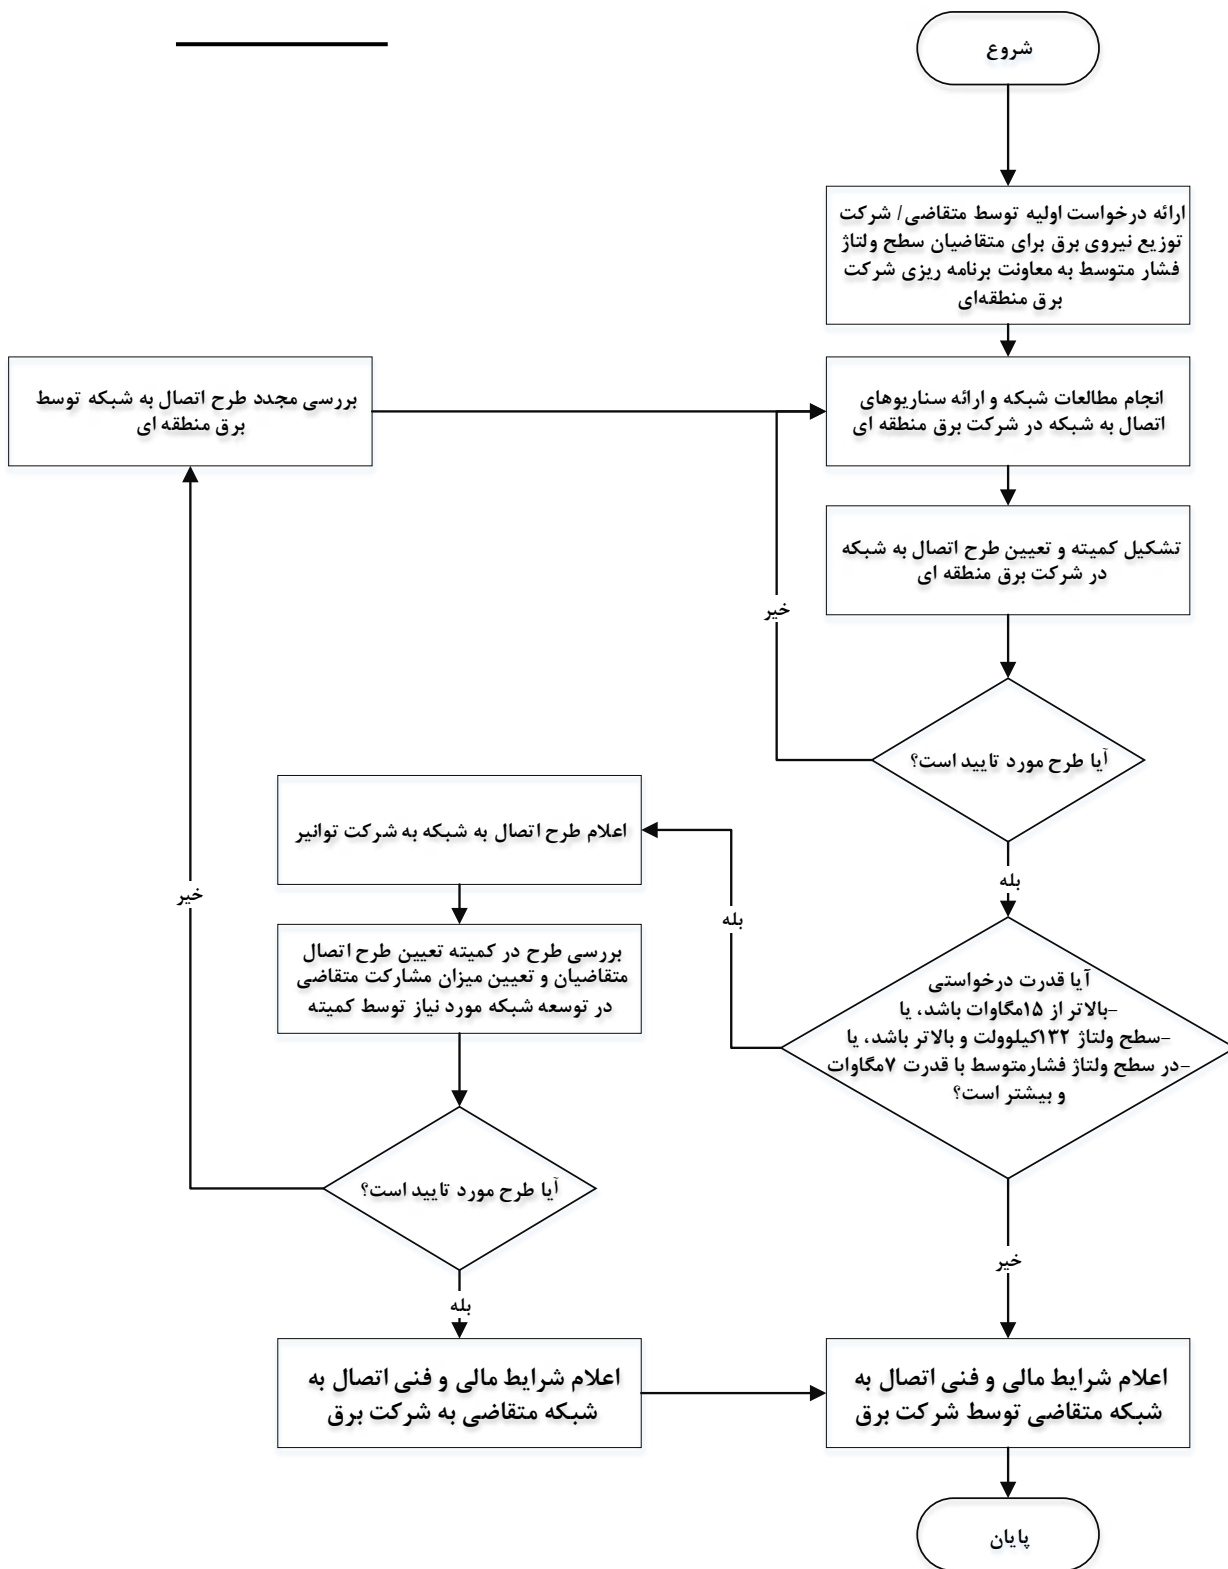 شروع
ارائه درخواست اولیه توسط متقاضی/ شرکت
توزیع نیروی برق برای متقاضیان سطح ولتاژ
فشار متوسط به معاونت برنامه ریزی شرکت
برق منطقه‌ای
انجام مطالعات شبکه و ارائه سناریوهای
اتصال به شبکه در شرکت برق منطقه ای
بررسی مجدد طرح اتصال به شبکه توسط
برق منطقه ای
تشکیل کمیته و تعیین طرح اتصال به شبکه
در شرکت برق منطقه ای
خیر
آیا طرح مورد تایید است؟
بله
اعلام طرح اتصال به شبکه به شرکت توانیر
بله
خیر
بررسی طرح در کمیته تعیین طرح اتصال
متقاضیان و تعیین میزان مشارکت متقاضی
در توسعه شبکه مورد نیاز توسط کمیته
آیا قدرت درخواستی
-بالاتر از ۱۵مگاوات باشد، یا
-سطح ولتاژ ۱۳۲کیلوولت و بالاتر باشد، یا
-در سطح ولتاژ فشارمتوسط با قدرت ۷مگاوات
و بیشتر است؟
آیا طرح مورد تایید است؟
خیر
بله
اعلام شرایط مالی و فنی اتصال به
شبکه متقاضی توسط شرکت برق
اعلام شرایط مالی و فنی اتصال به
شبکه متقاضی به شرکت برق
پایان